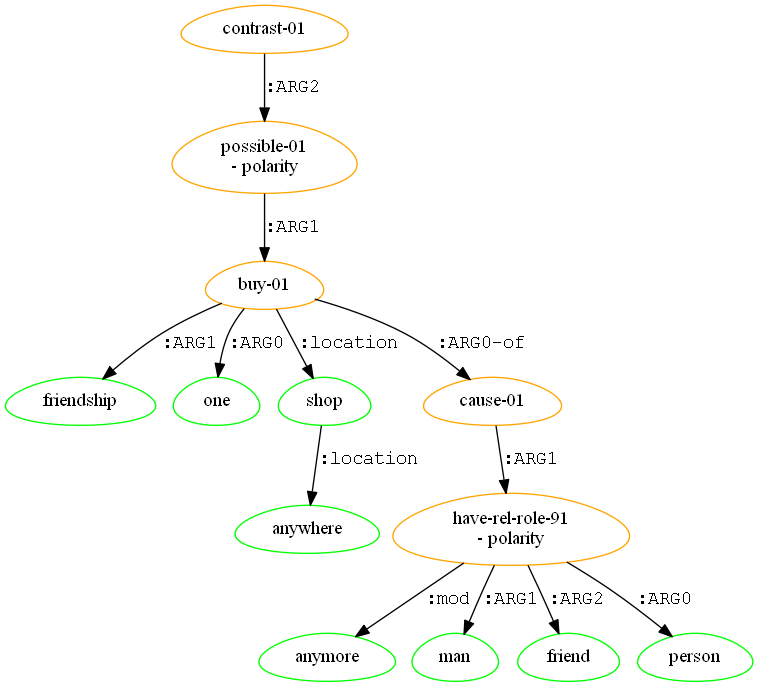 contrast-01
:ARG2
possible-01
- polarity
:ARG1
buy-01
:ARG1 :ARG0 :location :ARG0-of
friendship one shop cause-01
:location :ARG1
anywhere have-rel-role-91
- polarity
:mod :ARG1 :ARG2 :ARG0
anymore man friend person